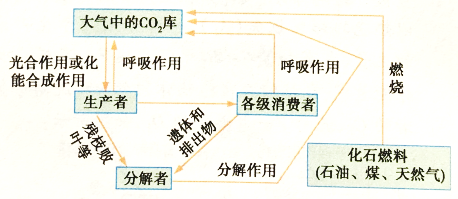 大气中的CO₂库
光合作用或化
能合成作用
呼吸作用
呼吸作用
燃
烧
生产者
各级消费者
残枝败
叶等
遗体和
排出物
分解者
分解作用
化石燃料
(石油、煤、天然气)